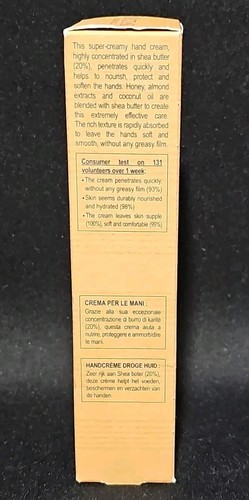 This super-creamy hand cream,
highly concentrated in shea butter
(20%), penetrates quickly and
helps to nourish, protect and
soften the hands. Honey, almond
extracts and coconut oil are
blended with shea butter to create
this extremely effective care.
The rich texture is rapidly absorbed
to leave the hands soft and
smooth, without any greasy film.
Consumer test on 131
volunteers over 1 week:
• The cream penetrates quickly
without any greasy film (93%)
• Skin seems durably nourished
and hydrated (98%)
• The cream leaves skin supple
(100%), soft and comfortable (99%)
CREMA PER LE MANI :
Grazie alla sua eccezionale
concentrazione di burro di karité
(20%), questa crema aiuta a
nutrire, proteggere e ammorbidire
le mani.
HANDCRÈME DROGE HUID :
Zeer rijk aan Shea boter (20%),
deze crème helpt het voeden,
beschermen en verzachten van
de handen.